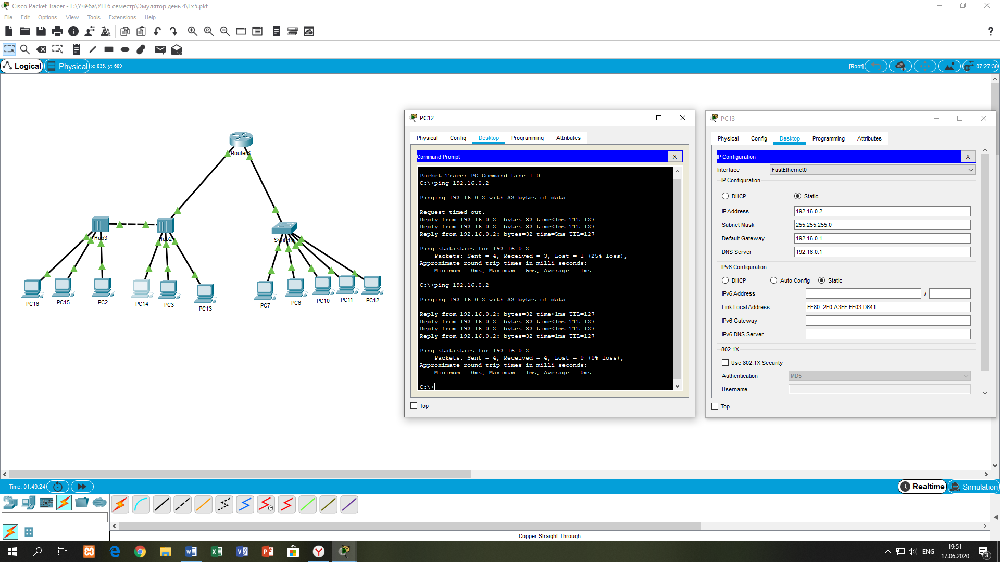 Cisco Packet Tracer - E:\Учёба\УП 6 семестр\Эмулятор день 4\Ex5.pkt
File Edit Options View Tools Extensions Help
Logical
Physical
x: 835, y: 689
[Root]
07:27:30
Router3
Hub3
Hub2
PC16
PC15
PC2
PC14
PC3
PC13
PC7
PC6
PC10
PC11
PC12
PC12
Physical Config Desktop Programming Attributes
Command Prompt
X
Packet Tracer PC Command Line 1.0
C:\>ping 192.16.0.2
Pinging 192.16.0.2 with 32 bytes of data:
Request timed out.
Reply from 192.16.0.2: bytes=32 time<1ms TTL=127
Reply from 192.16.0.2: bytes=32 time<1ms TTL=127
Reply from 192.16.0.2: bytes=32 time=5ms TTL=127
Ping statistics for 192.16.0.2:
Packets: Sent = 4, Received = 3, Lost = 1 (25% loss),
Approximate round trip times in milli-seconds:
Minimum = 0ms, Maximum = 5ms, Average = 1ms
C:\>ping 192.16.0.2
Pinging 192.16.0.2 with 32 bytes of data:
Reply from 192.16.0.2: bytes=32 time<1ms TTL=127
Reply from 192.16.0.2: bytes=32 time<1ms TTL=127
Reply from 192.16.0.2: bytes=32 time<1ms TTL=127
Reply from 192.16.0.2: bytes=32 time=1ms TTL=127
Ping statistics for 192.16.0.2:
Packets: Sent = 4, Received = 4, Lost = 0 (0% loss),
Approximate round trip times in milli-seconds:
Minimum = 0ms, Maximum = 1ms, Average = 0ms
C:\>
Top
PC13
Physical Config Desktop Programming Attributes
IP Configuration
X
Interface FastEthernet0
IP Configuration
DHCP Static
IP Address 192.16.0.2
Subnet Mask 255.255.255.0
Default Gateway 192.16.0.1
DNS Server 192.16.0.1
IPv6 Configuration
DHCP Auto Config Static
IPv6 Address /
Link Local Address FE80::2E0:A3FF:FE03:D641
IPv6 Gateway
IPv6 DNS Server
802.1X
Use 802.1X Security
Authentication MD5
Username
Top
Time: 01:49:24
Realtime
Simulation
Copper Straight-Through
ENG
19:51
17.06.2020
3